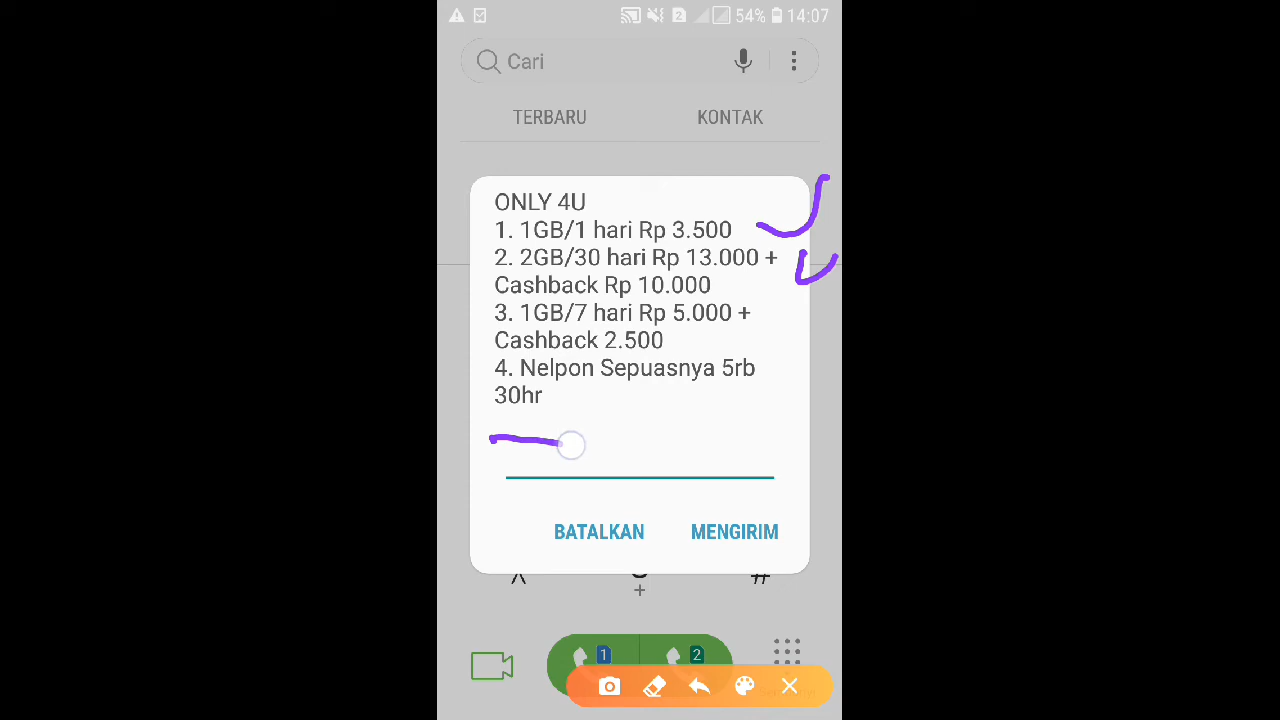 54% 14:07
Cari
TERBARU KONTAK
ONLY 4U
1. 1GB/1 hari Rp 3.500
2. 2GB/30 hari Rp 13.000 +
Cashback Rp 10.000
3. 1GB/7 hari Rp 5.000 +
Cashback 2.500
4. Nelpon Sepuasnya 5rb
30hr
BATALKAN MENGIRIM
#
+
1 2